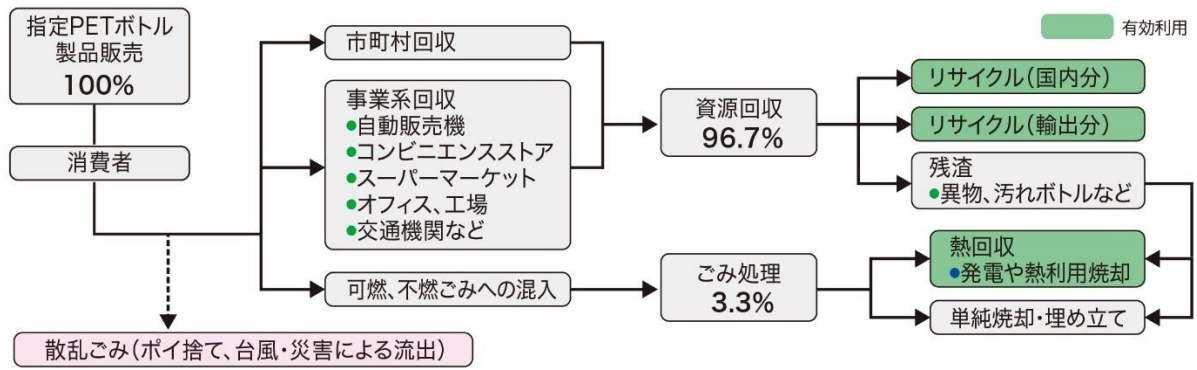 指定PETボトル
製品販売
100%
消費者
市町村回収
事業系回収
●自動販売機
●コンビニエンスストア
●スーパーマーケット
●オフィス、工場
●交通機関など
可燃、不燃ごみへの混入
散乱ごみ（ポイ捨て、台風・災害による流出）
資源回収
96.7%
ごみ処理
3.3%
有効利用
リサイクル（国内分）
リサイクル（輸出分）
残渣
●異物、汚れボトルなど
熱回収
●発電や熱利用焼却
単純焼却・埋め立て